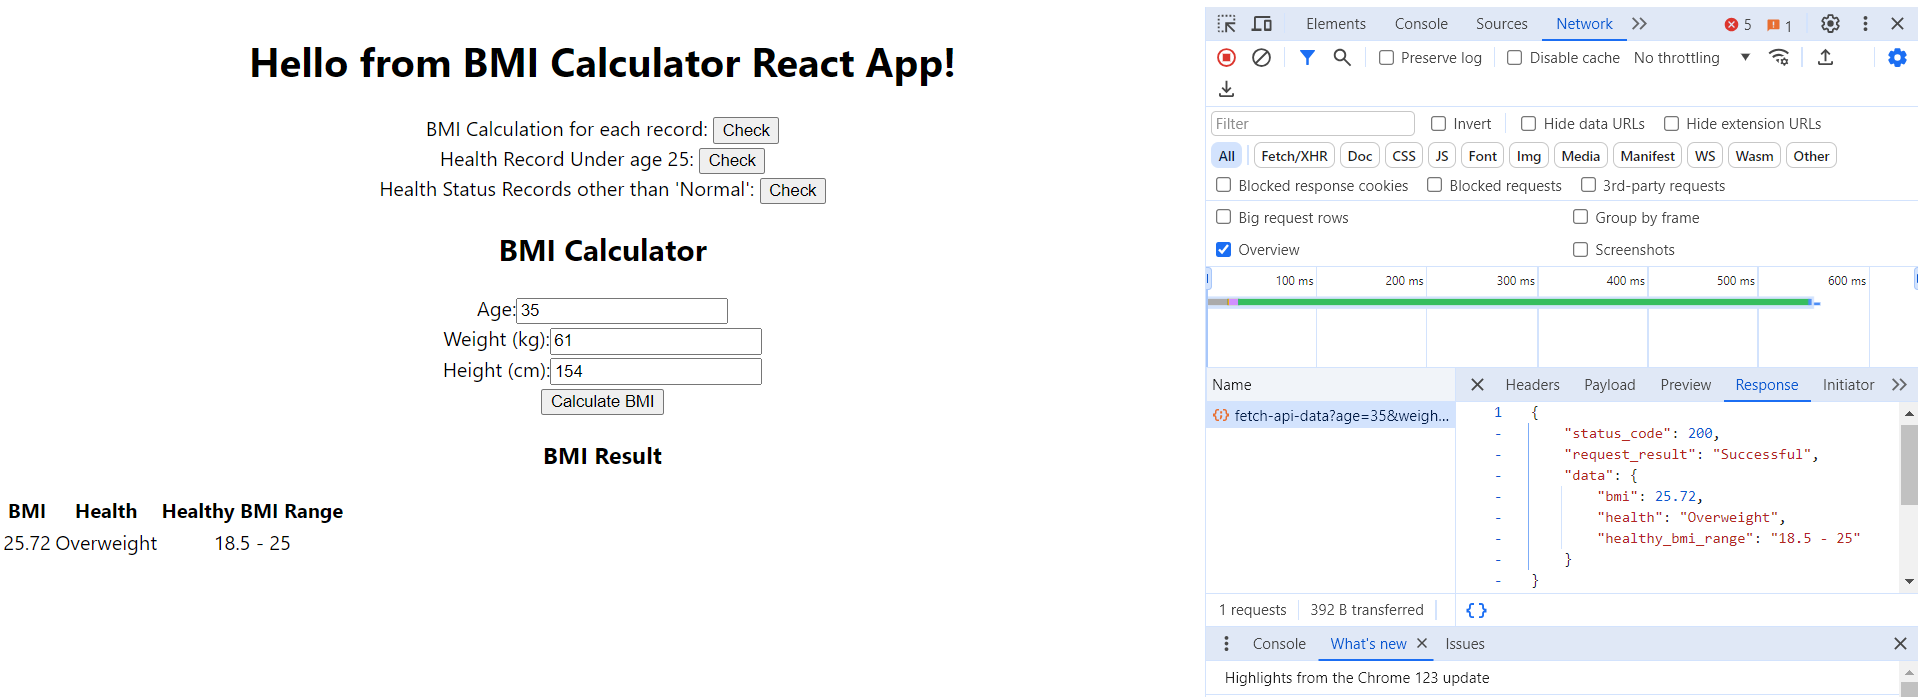 Hello from BMI Calculator React App!
BMI Calculation for each record: Check
Health Record Under age 25: Check
Health Status Records other than 'Normal': Check
BMI Calculator
Age: 35
Weight (kg): 61
Height (cm): 154
Calculate BMI
BMI Result
BMI Health Healthy BMI Range
25.72 Overweight 18.5 - 25
Elements Console Sources Network 5 1
Preserve log Disable cache No throttling
Filter Invert Hide data URLs Hide extension URLs
All Fetch/XHR Doc CSS JS Font Img Media Manifest WS Wasm Other
Blocked response cookies Blocked requests 3rd-party requests
Big request rows Group by frame
Overview Screenshots
100 ms 200 ms 300 ms 400 ms 500 ms 600 ms
Name
fetch-api-data?age=35&weigh...
Headers Payload Preview Response Initiator
1 {
- "status_code": 200,
- "request_result": "Successful",
- "data": {
- "bmi": 25.72,
- "health": "Overweight",
- "healthy_bmi_range": "18.5 - 25"
- }
- }
1 requests 392 B transferred {}
Console What's new Issues
Highlights from the Chrome 123 update